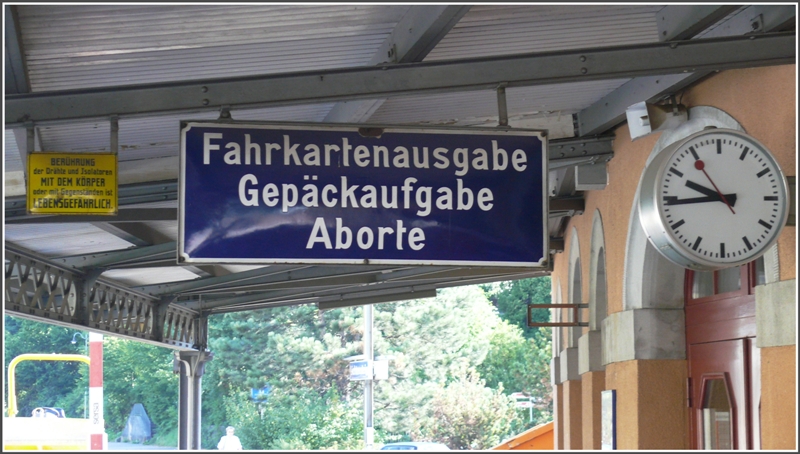 BERÜHRUNG
der Drähte und Isolatoren
MIT DEM KÖRPER
oder mit Gegenständen ist
LEBENSGEFÄHRLICH
Fahrkartenausgabe
Gepäckaufgabe
Aborte